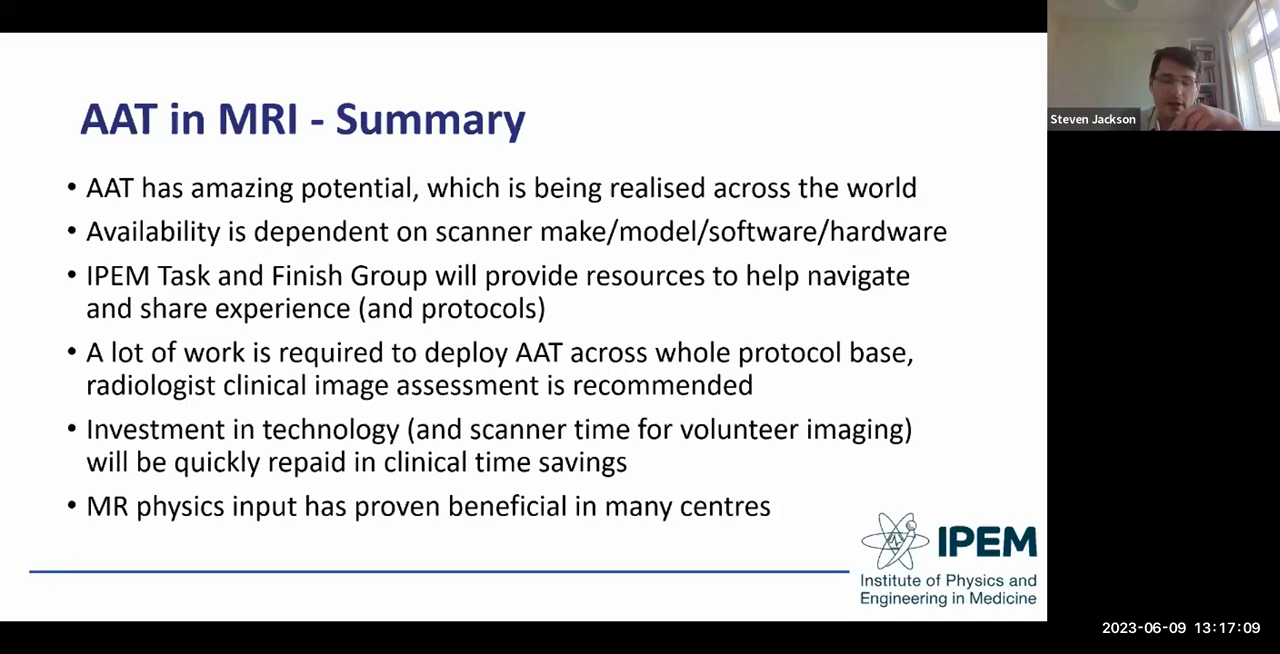 AAT in MRI - Summary
• AAT has amazing potential, which is being realised across the world
• Availability is dependent on scanner make/model/software/hardware
• IPEM Task and Finish Group will provide resources to help navigate
and share experience (and protocols)
• A lot of work is required to deploy AAT across whole protocol base,
radiologist clinical image assessment is recommended
• Investment in technology (and scanner time for volunteer imaging)
will be quickly repaid in clinical time savings
• MR physics input has proven beneficial in many centres
IPEM
Institute of Physics and
Engineering in Medicine
Steven Jackson
2023-06-09 13:17:09